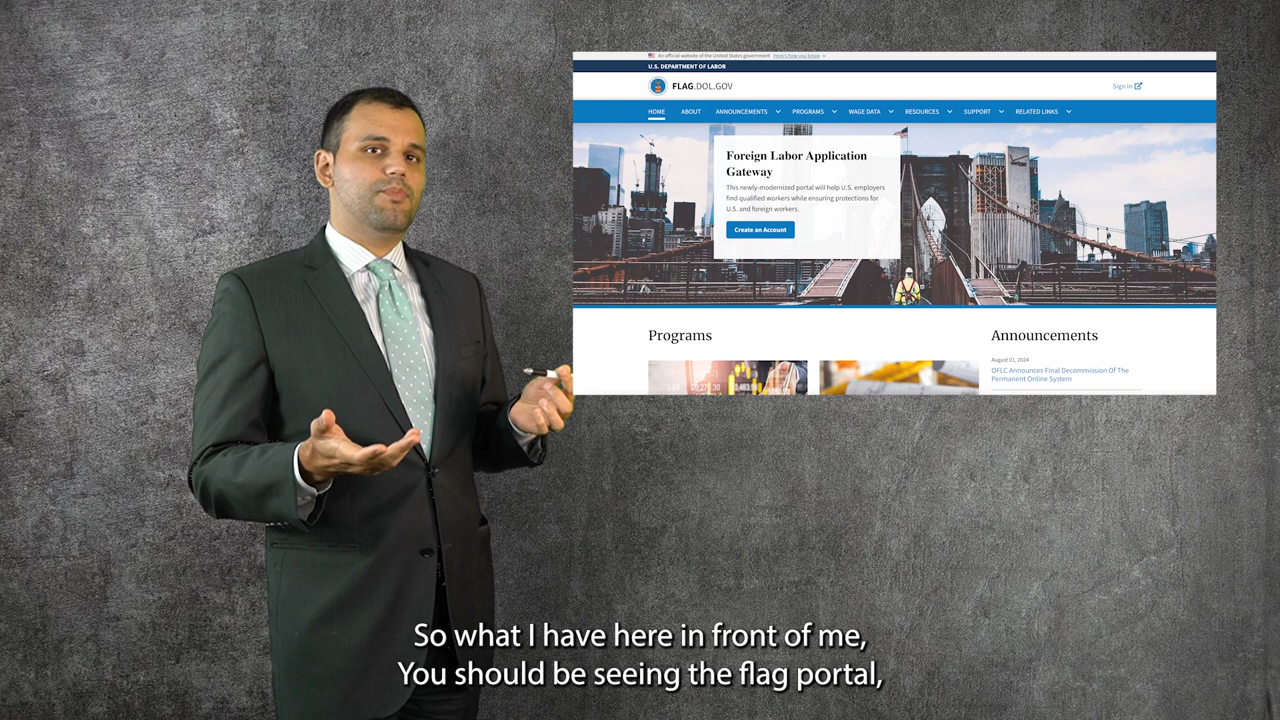 An official website of the United States government Here's how you know
U.S. DEPARTMENT OF LABOR
FLAG.DOL.GOV
Sign In
HOME ABOUT ANNOUNCEMENTS PROGRAMS WAGE DATA RESOURCES SUPPORT RELATED LINKS
Foreign Labor Application
Gateway
This newly-modernized portal will help U.S. employers
find qualified workers while ensuring protections for
U.S. and foreign workers.
Create an Account
Programs
Announcements
August 01, 2024
OFLC Announces Final Decommission Of The
Permanent Online System
So what I have here in front of me,
You should be seeing the flag portal,